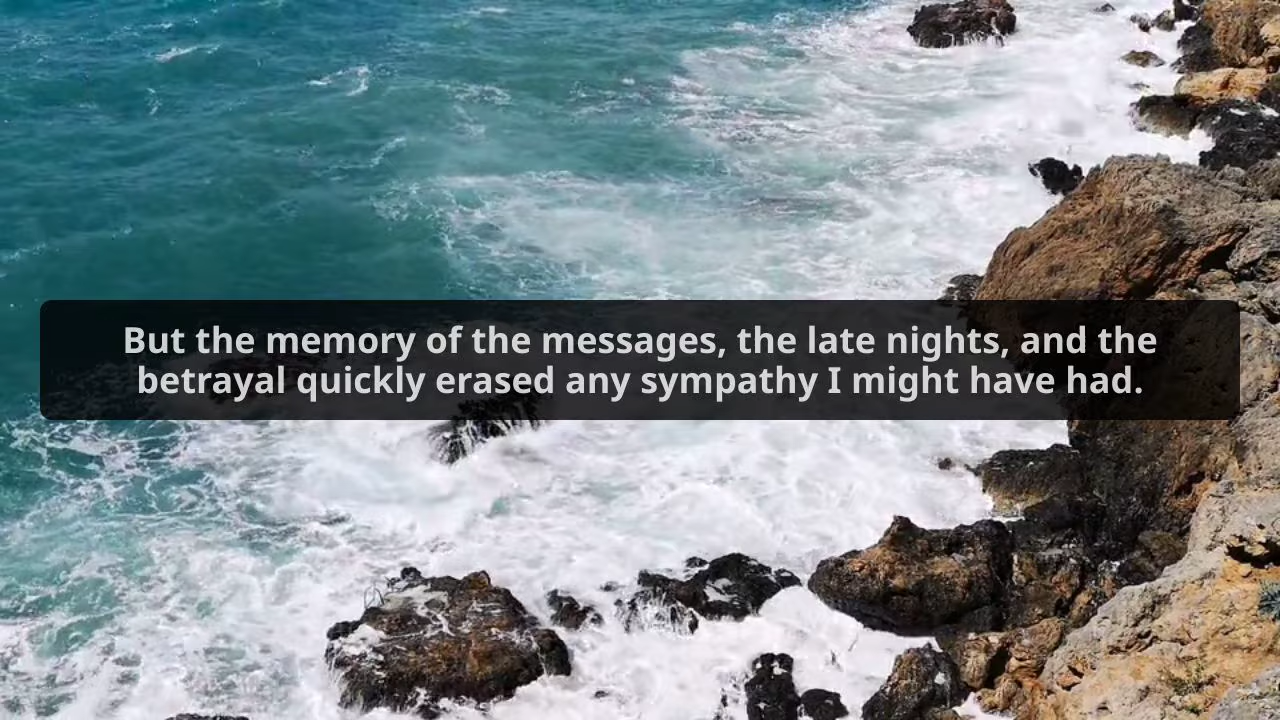 But the memory of the messages, the late nights, and the
betrayal quickly erased any sympathy I might have had.